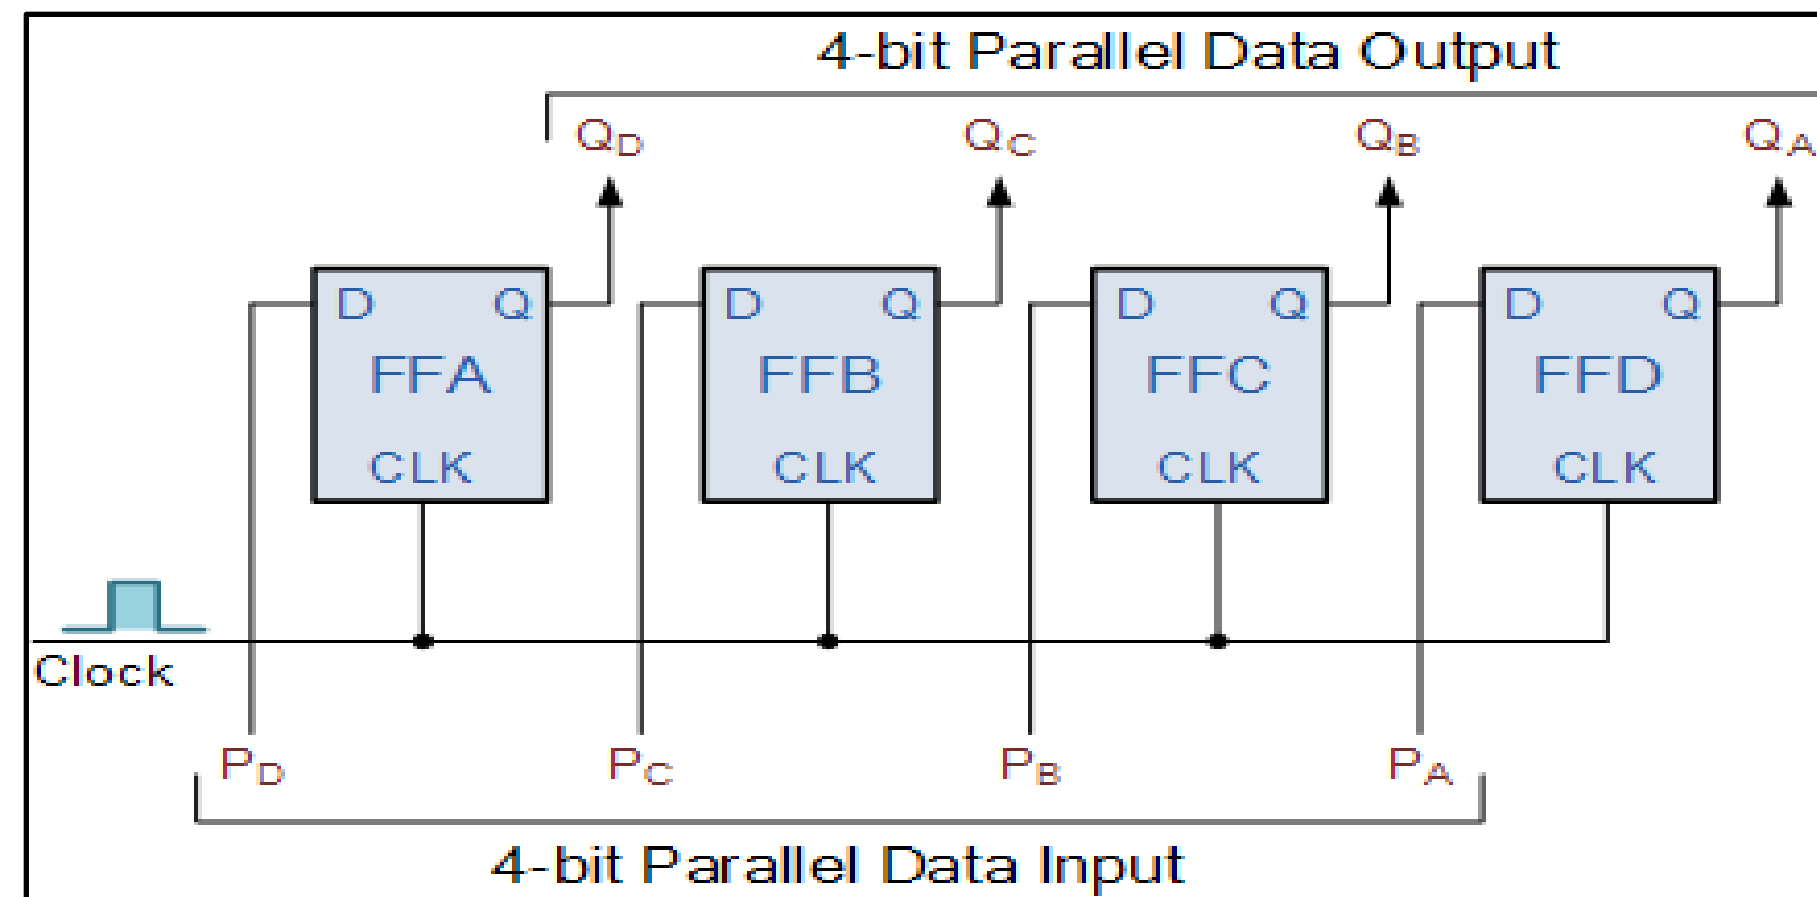 4-bit Parallel Data Output
QD QC QB QA
D Q D Q D Q D Q
FFA FFB FFC FFD
CLK CLK CLK CLK
Clock
PD PC PB PA
4-bit Parallel Data Input